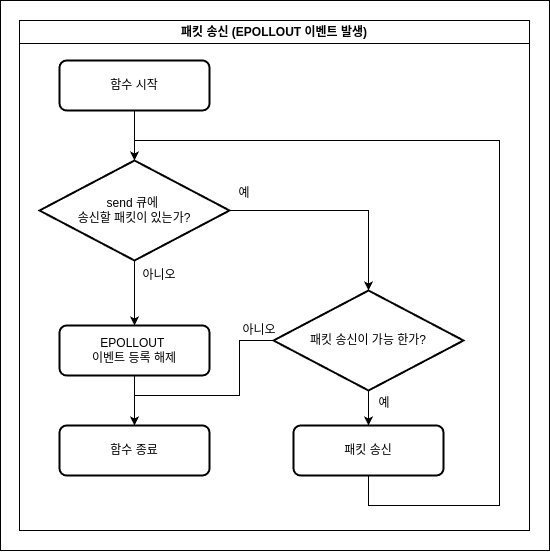 패킷 송신 (EPOLLOUT 이벤트 발생)
함수 시작
send 큐에
송신할 패킷이 있는가?
예
아니오
EPOLLOUT
이벤트 등록 해제
아니오
패킷 송신이 가능 한가?
예
함수 종료
패킷 송신